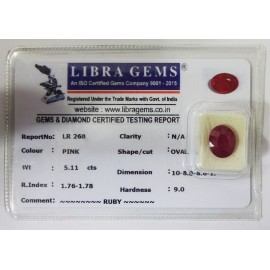 LIBRA GEMS
An ISO Certified Gems Company 9001 - 2015
Registered Under the Trade Marks with Govt. of India
website : www.libragems.co.in
GEMS & DIAMOND CERTIFIED TESTING REPORT
ReportNo. LR 268 Clarity N/A
Colour PINK Shape/cut OVAL
Wt 5.11 cts Dimension
R.Index 1.76-1.78 Hardness 9.0
Comment: ~~~~~~~~ RUBY ~~~~~~